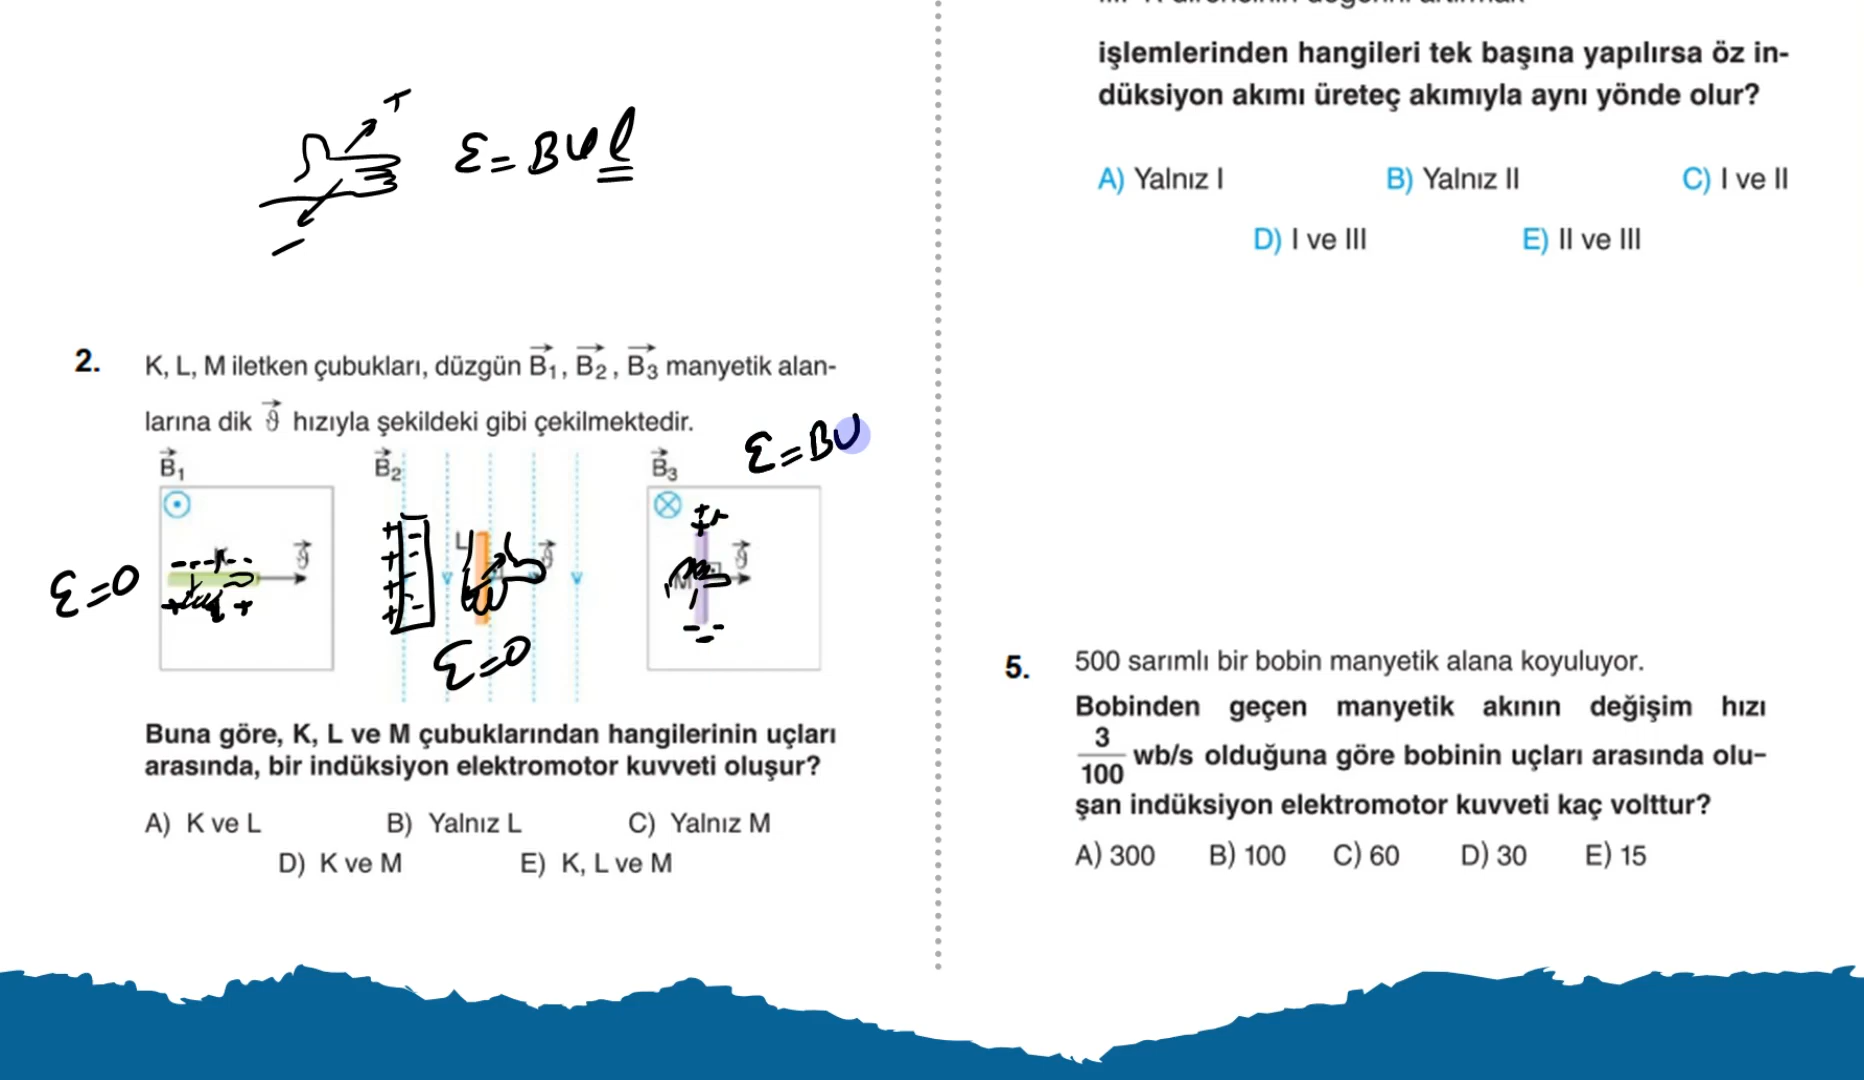 işlemlerinden hangileri tek başına yapılırsa öz in-
düksiyon akımı üreteç akımıyla aynı yönde olur?
A) Yalnız I B) Yalnız II C) I ve II
D) I ve III E) II ve III
+
ε = Bϑl
−
2. K, L, M iletken çubukları, düzgün B₁, B₂, B₃ manyetik alan-
larına dik ϑ hızıyla şekildeki gibi çekilmektedir.
ε = Bυ
B₁ B₂ B₃
L ϑ
K ϑ
M ϑ
ε = 0
ε = 0
Buna göre, K, L ve M çubuklarından hangilerinin uçları
arasında, bir indüksiyon elektromotor kuvveti oluşur?
A) K ve L B) Yalnız L C) Yalnız M
D) K ve M E) K, L ve M
5. 500 sarımlı bir bobin manyetik alana koyuluyor.
Bobinden geçen manyetik akının değişim hızı
3/100 wb/s olduğuna göre bobinin uçları arasında olu-
şan indüksiyon elektromotor kuvveti kaç volttur?
A) 300 B) 100 C) 60 D) 30 E) 15